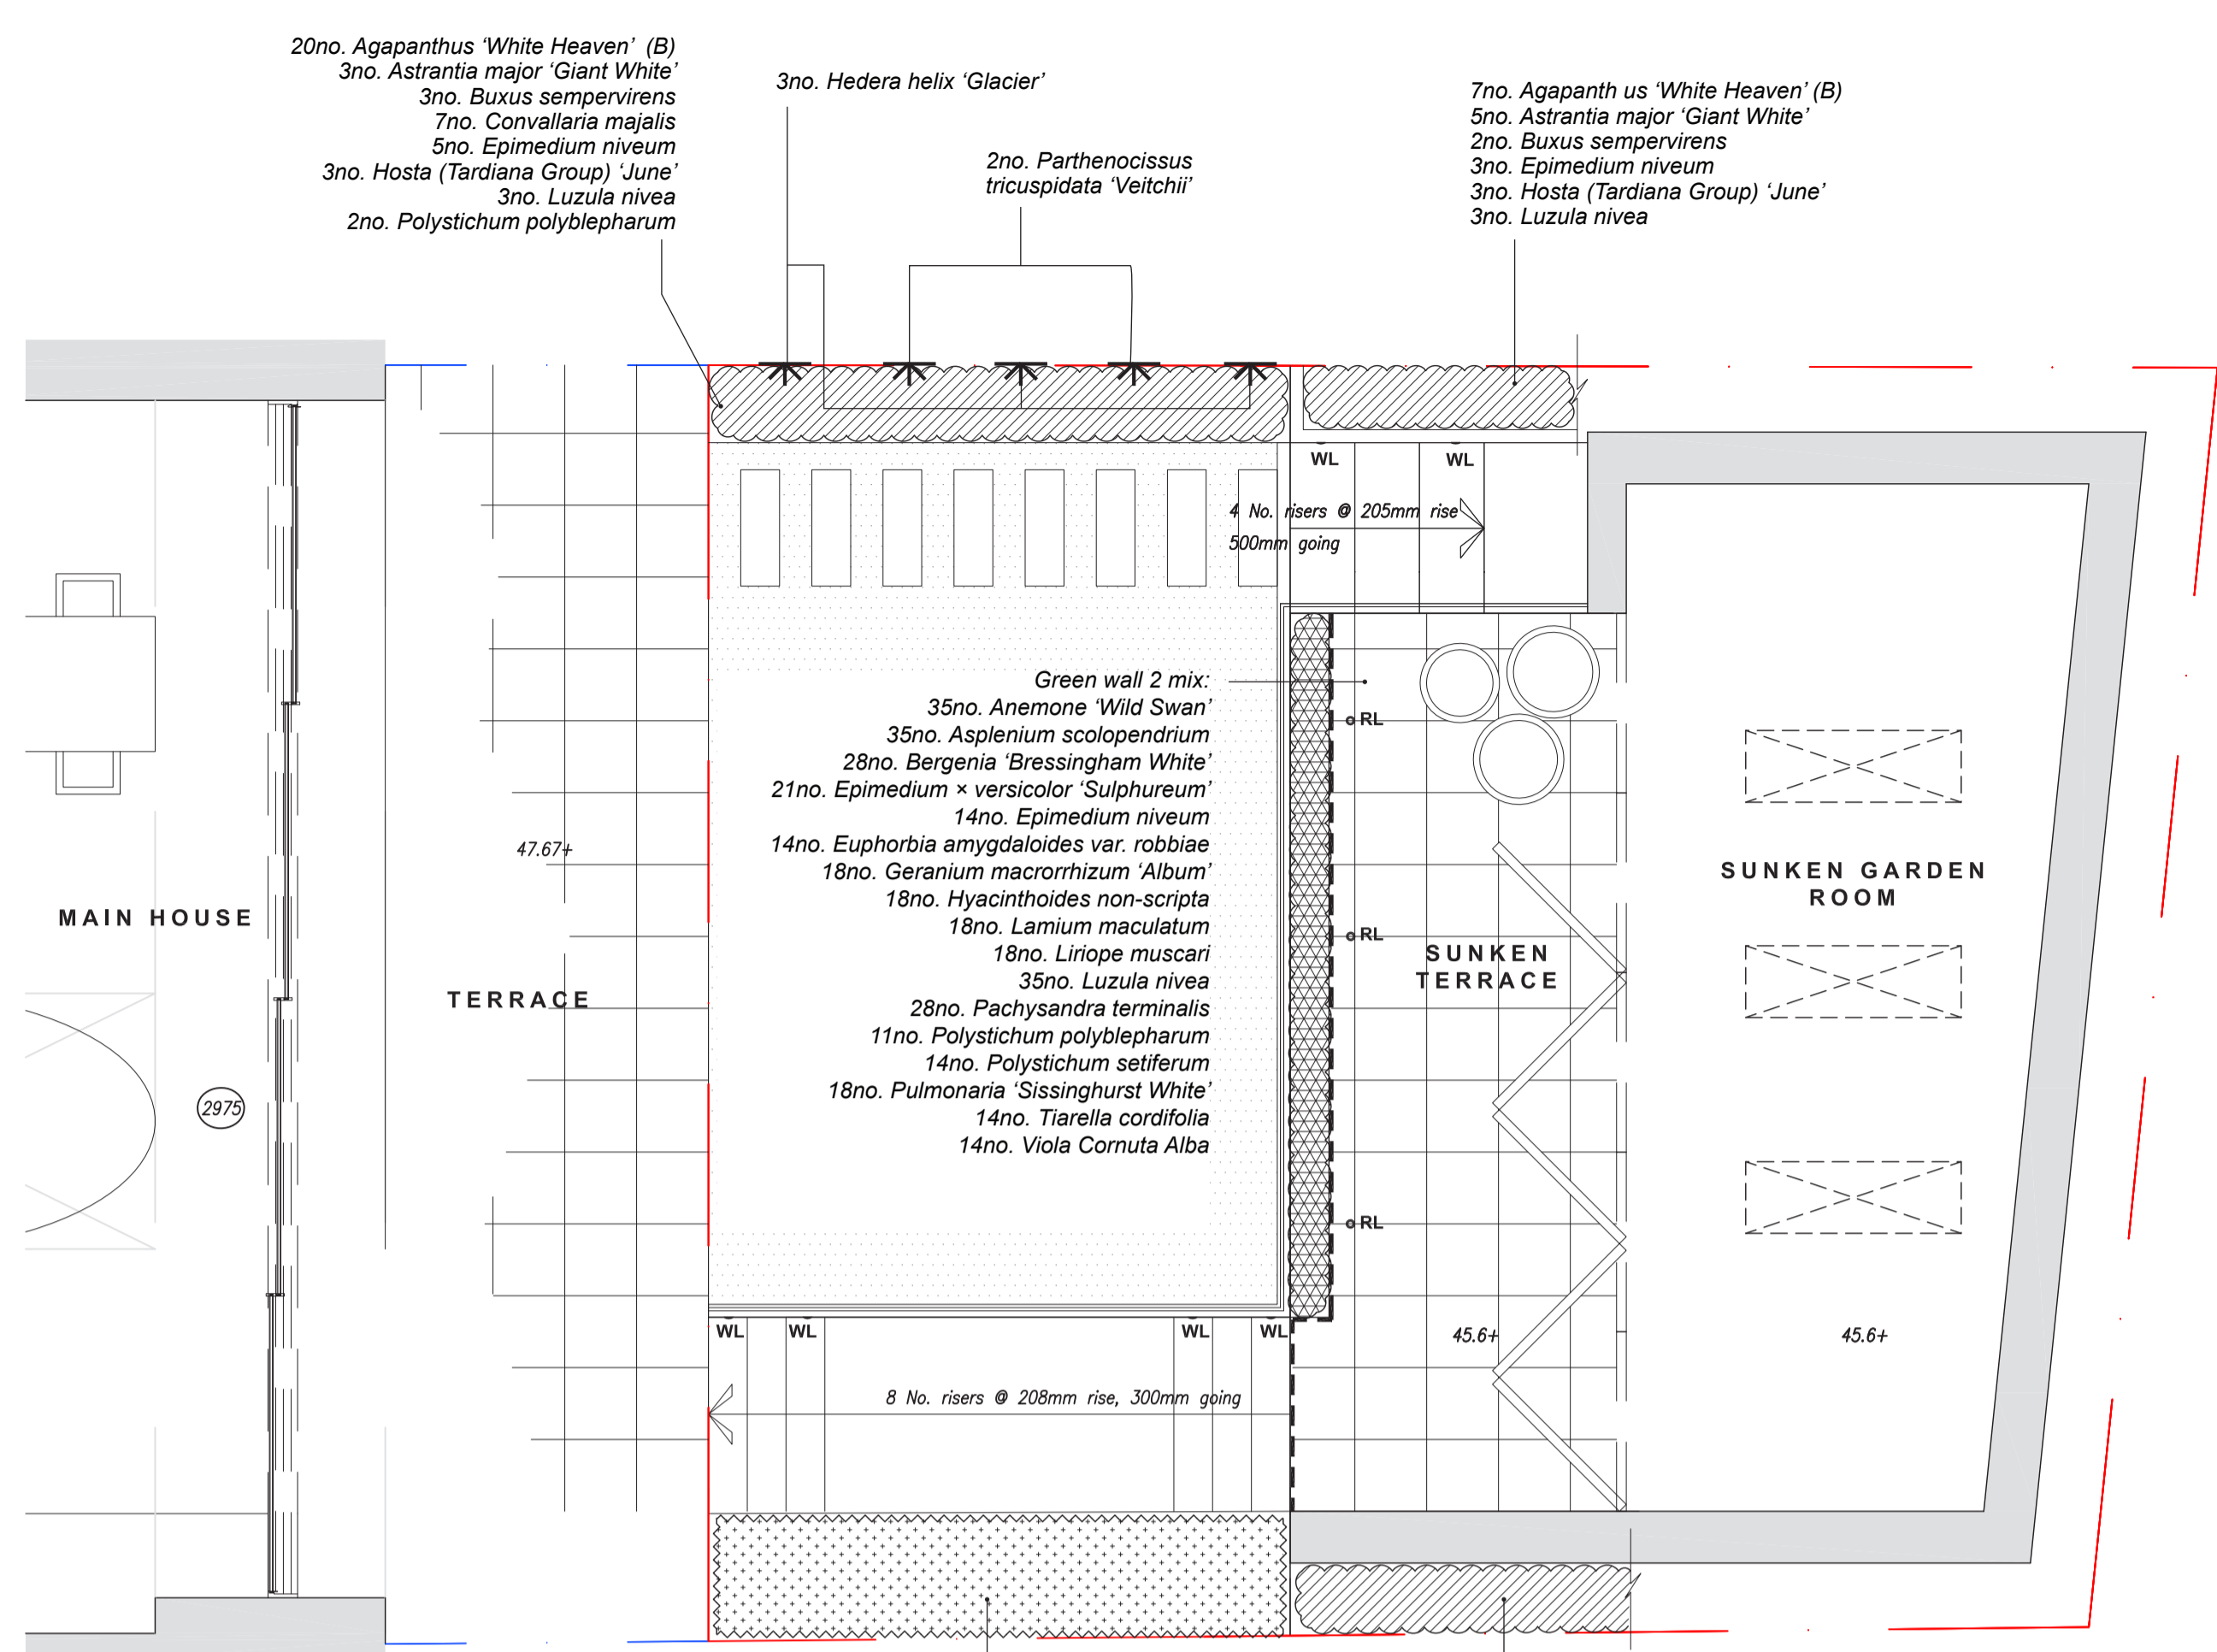 20no. Agapanthus ‘White Heaven’ (B)
3no. Astrantia major ‘Giant White’
3no. Buxus sempervirens
7no. Convallaria majalis
5no. Epimedium niveum
3no. Hosta (Tardiana Group) ‘June’
3no. Luzula nivea
2no. Polystichum polyblepharum
3no. Hedera helix ‘Glacier’
2no. Parthenocissus
tricuspidata ‘Veitchii’
7no. Agapanth us ‘White Heaven’ (B)
5no. Astrantia major ‘Giant White’
2no. Buxus sempervirens
3no. Epimedium niveum
3no. Hosta (Tardiana Group) ‘June’
3no. Luzula nivea
WL
WL
4 No. risers @ 205mm rise
500mm going
Green wall 2 mix:
35no. Anemone ‘Wild Swan’
35no. Asplenium scolopendrium
28no. Bergenia ‘Bressingham White’
21no. Epimedium × versicolor ‘Sulphureum’
14no. Epimedium niveum
14no. Euphorbia amygdaloides var. robbiae
18no. Geranium macrorrhizum ‘Album’
18no. Hyacinthoides non-scripta
18no. Lamium maculatum
18no. Liriope muscari
35no. Luzula nivea
28no. Pachysandra terminalis
11no. Polystichum polyblepharum
14no. Polystichum setiferum
18no. Pulmonaria ‘Sissinghurst White’
14no. Tiarella cordifolia
14no. Viola Cornuta Alba
RL
RL
RL
47.67+
MAIN HOUSE
TERRACE
2975
SUNKEN
TERRACE
SUNKEN GARDEN
ROOM
WL
WL
WL
WL
45.6+
45.6+
8 No. risers @ 208mm rise, 300mm going